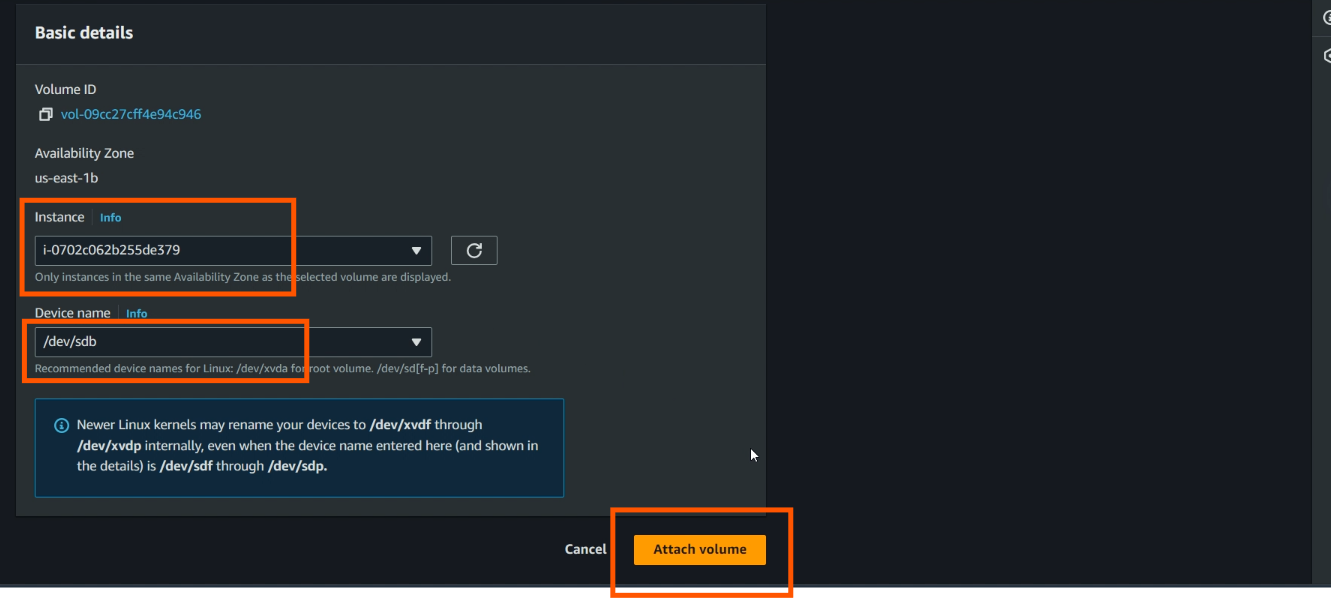 Basic details
Volume ID
vol-09cc27cff4e94c946
Availability Zone
us-east-1b
Instance Info
i-0702c062b255de379
Only instances in the same Availability Zone as the selected volume are displayed.
Device name Info
/dev/sdb
Recommended device names for Linux: /dev/xvda for root volume. /dev/sd[f-p] for data volumes.
Newer Linux kernels may rename your devices to /dev/xvdf through
/dev/xvdp internally, even when the device name entered here (and shown in
the details) is /dev/sdf through /dev/sdp.
Cancel Attach volume